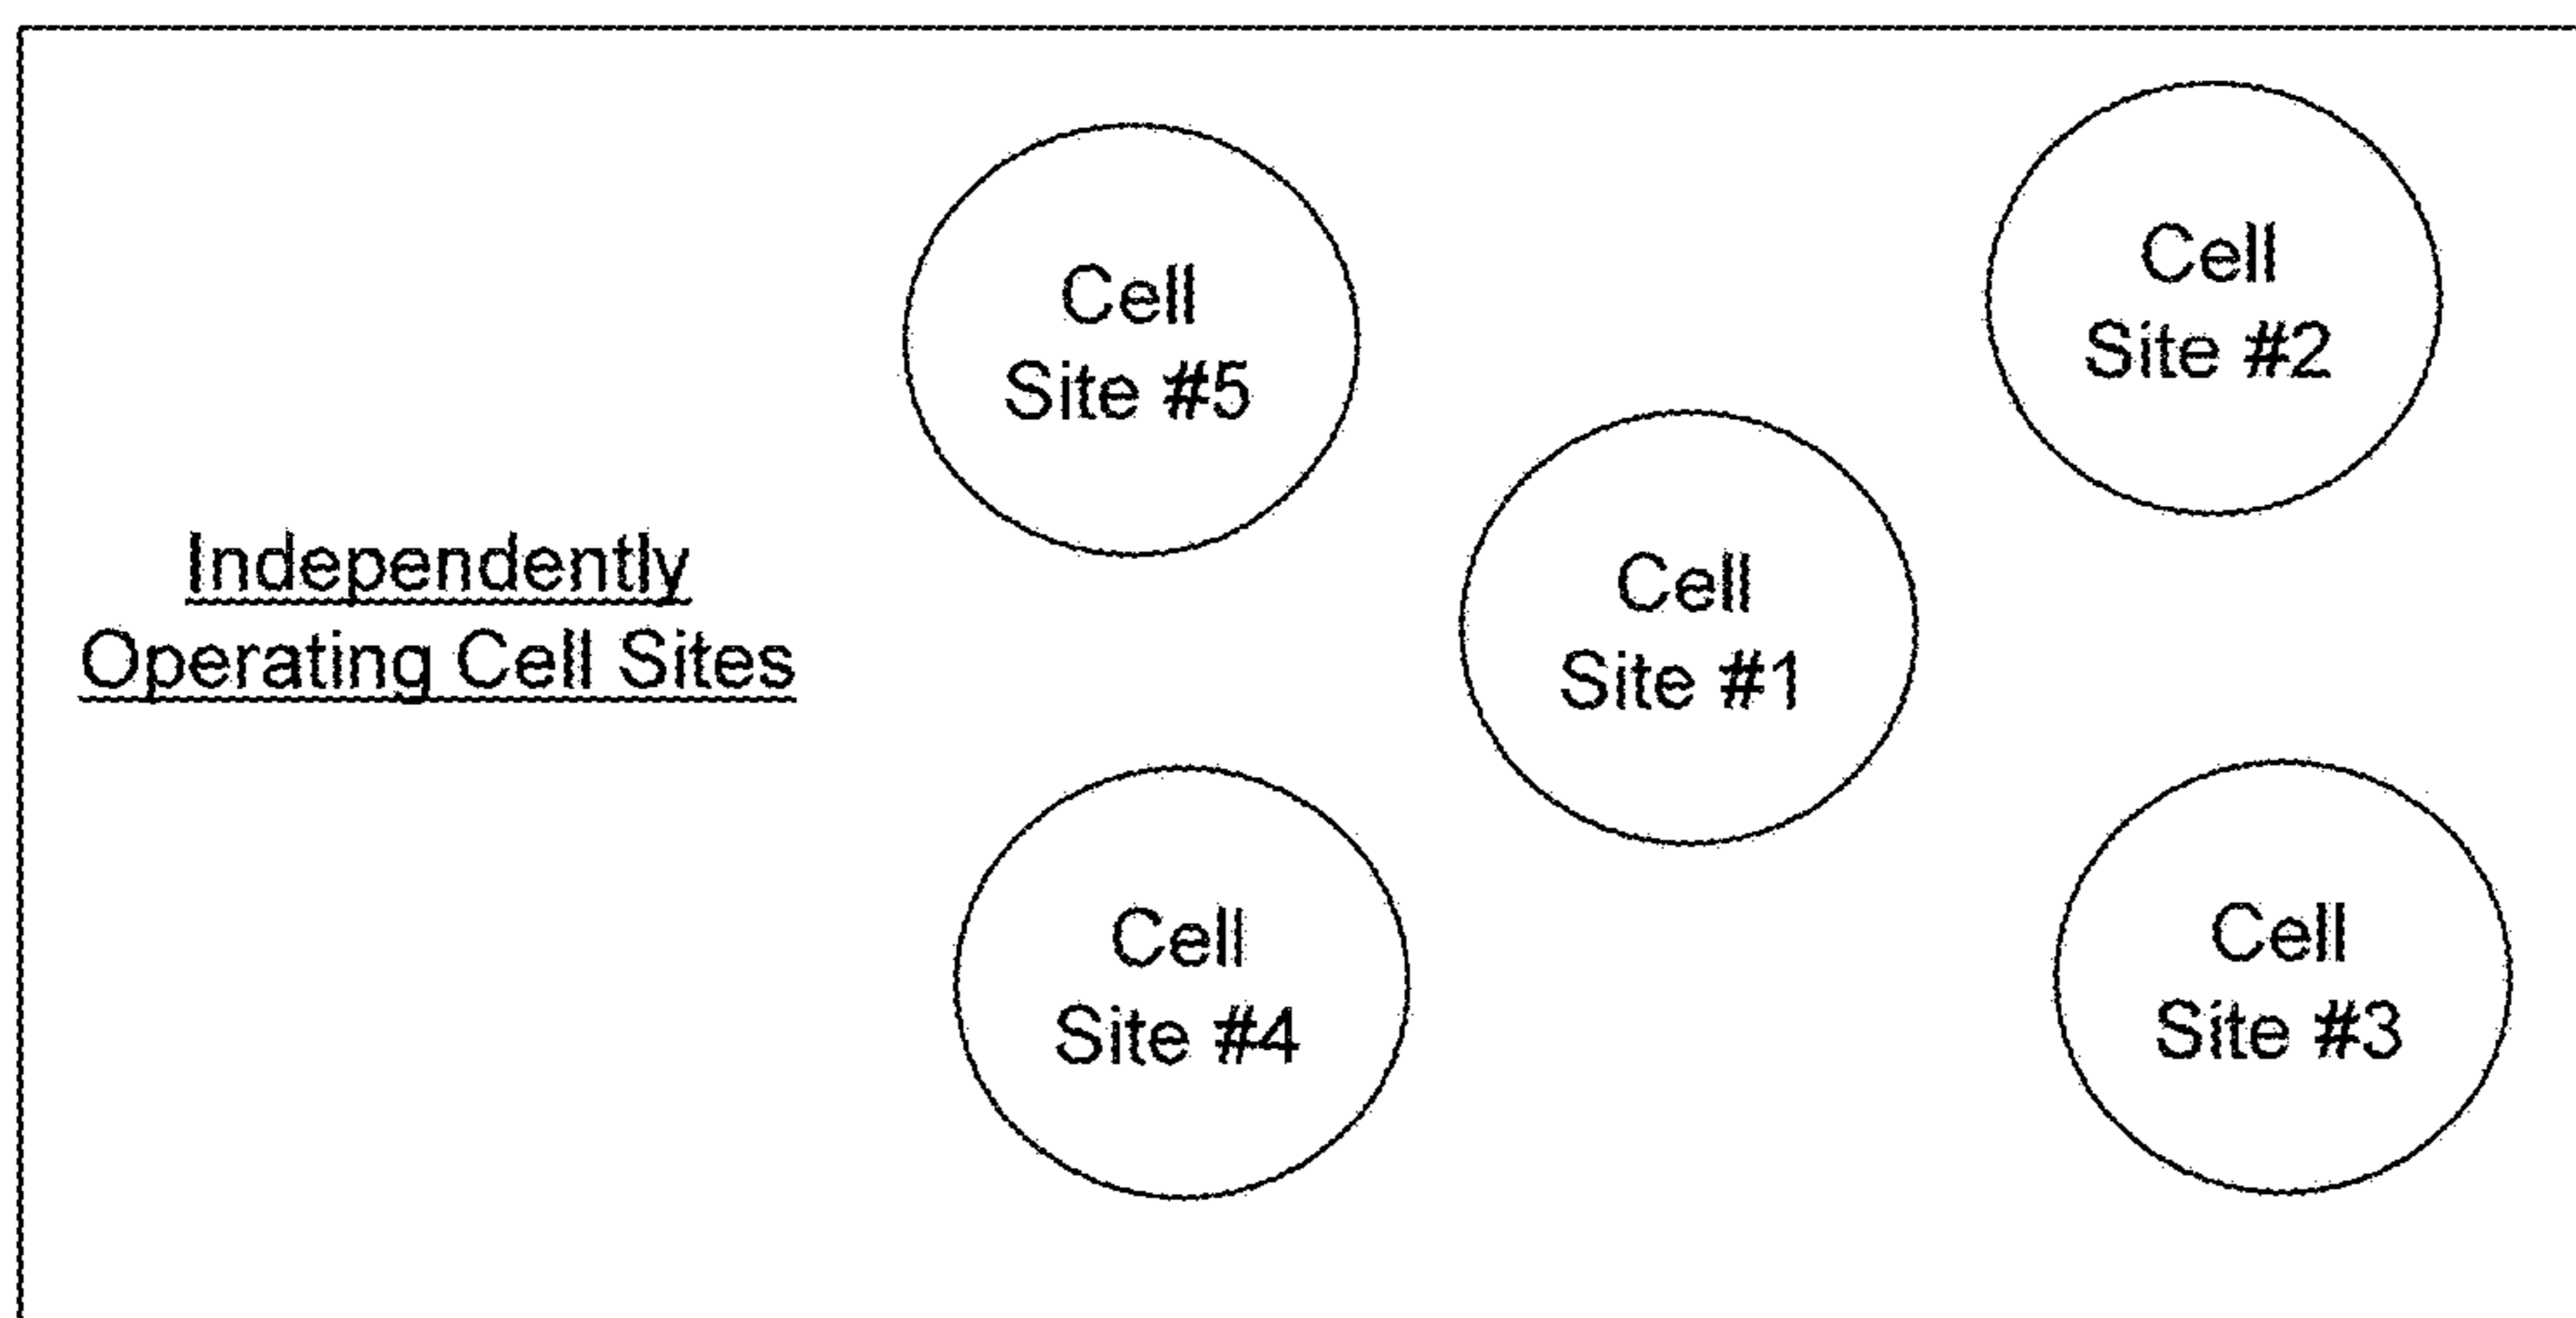 Independently
Operating Cell Sites
Cell
Site #5
Cell
Site #2
Cell
Site #1
Cell
Site #4
Cell
Site #3